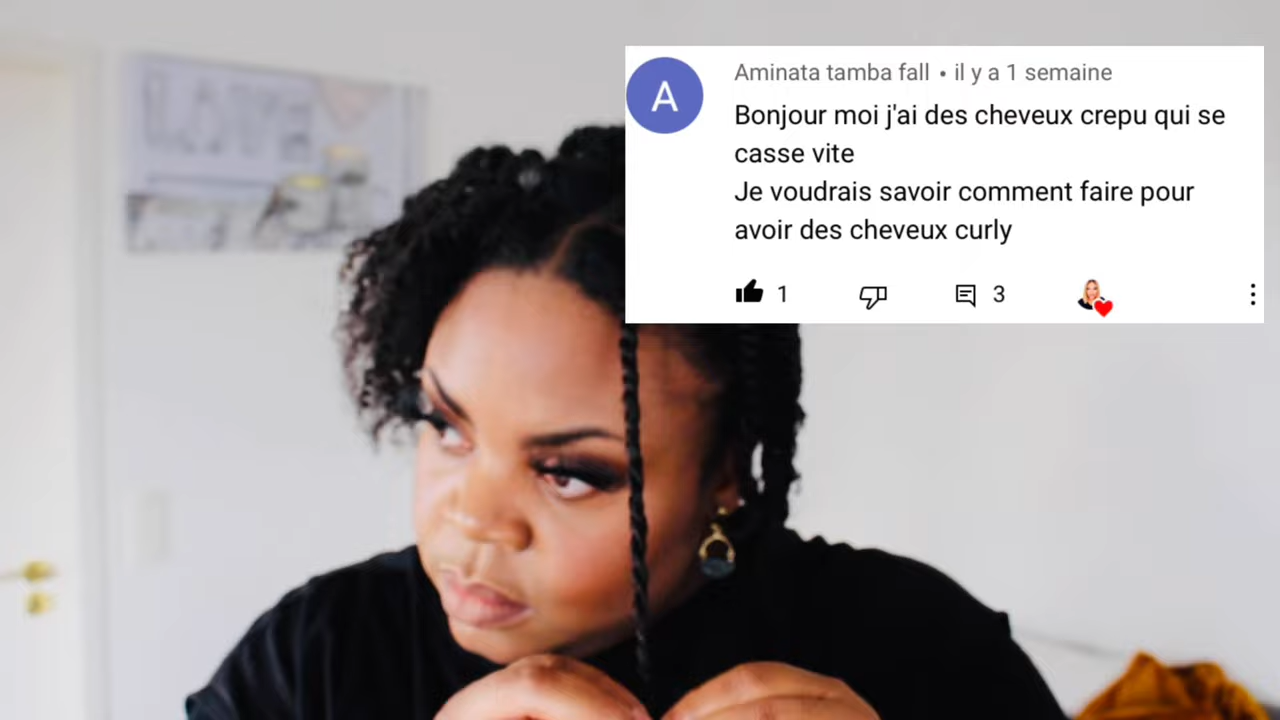 A
Aminata tamba fall • il y a 1 semaine
Bonjour moi j'ai des cheveux crepu qui se
casse vite
Je voudrais savoir comment faire pour
avoir des cheveux curly
1
3